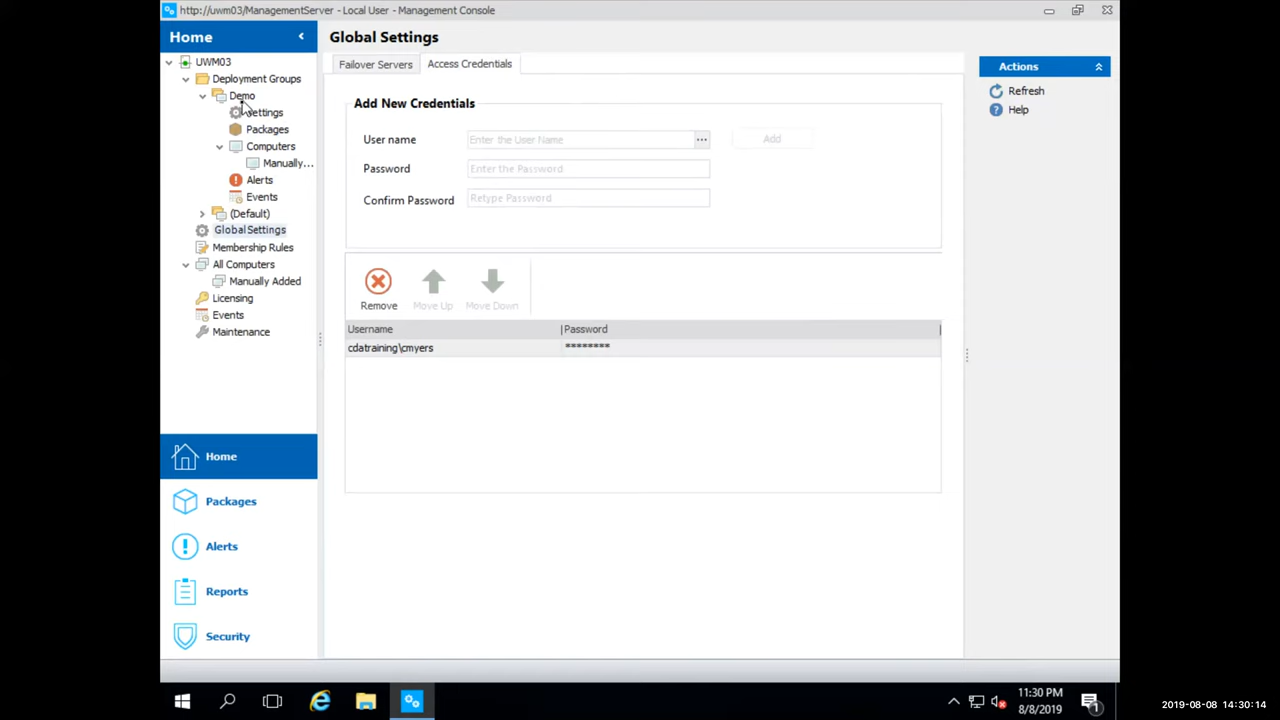 http://uwm03/ManagementServer - Local User - Management Console
Home
UWM03
Deployment Groups
Demo
Settings
Packages
Computers
Manually...
Alerts
Events
(Default)
Global Settings
Membership Rules
All Computers
Manually Added
Licensing
Events
Maintenance
Home
Packages
Alerts
Reports
Security
Global Settings
Failover Servers
Access Credentials
Add New Credentials
User name
Enter the User Name
...
Add
Password
Enter the Password
Confirm Password
Retype Password
Remove
Move Up
Move Down
Username
Password
cdatraining\cmyers
********
Actions
Refresh
Help
11:30 PM
8/8/2019
1
2019-08-08 14:30:14